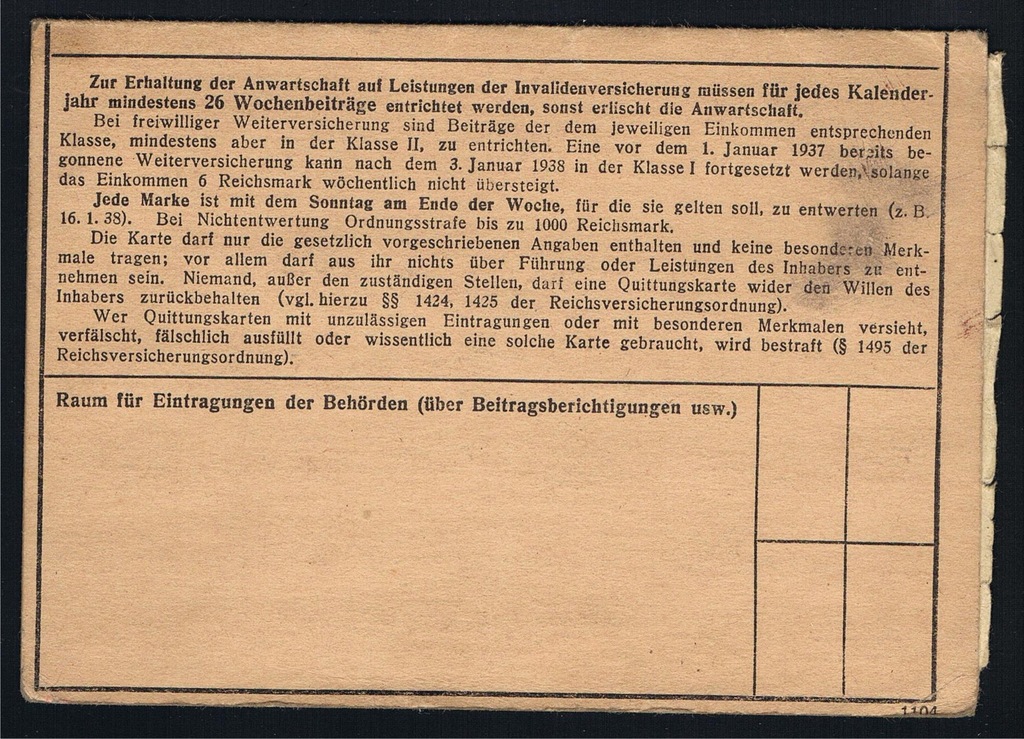 Zur Erhaltung der Anwartschaft auf Leistungen der Invalidenversicherung müssen für jedes Kalender-
jahr mindestens 26 Wochenbeiträge entrichtet werden, sonst erlischt die Anwartschaft.
Bei freiwilliger Weiterversicherung sind Beiträge der dem jeweiligen Einkommen entsprechenden
Klasse, mindestens aber in der Klasse II, zu entrichten. Eine vor dem 1. Januar 1937 bereits be-
gonnene Weiterversicherung kann nach dem 3. Januar 1938 in der Klasse I fortgesetzt werden, solange
das Einkommen 6 Reichsmark wöchentlich nicht übersteigt.
Jede Marke ist mit dem Sonntag am Ende der Woche, für die sie gelten soll, zu entwerten (z. B.
16. 1. 38). Bei Nichtentwertung Ordnungsstrafe bis zu 1000 Reichsmark.
Die Karte darf nur die gesetzlich vorgeschriebenen Angaben enthalten und keine besonderen Merk-
male tragen; vor allem darf aus ihr nichts über Führung oder Leistungen des Inhabers zu ent-
nehmen sein. Niemand, außer den zuständigen Stellen, darf eine Quittungskarte wider den Willen des
Inhabers zurückbehalten (vgl. hierzu §§ 1424, 1425 der Reichsversicherungsordnung).
Wer Quittungskarten mit unzulässigen Eintragungen oder mit besonderen Merkmalen versieht,
verfälscht, fälschlich ausfüllt oder wissentlich eine solche Karte gebraucht, wird bestraft (§ 1495 der
Reichsversicherungsordnung).
Raum für Eintragungen der Behörden (über Beitragsberichtigungen usw.)
1104